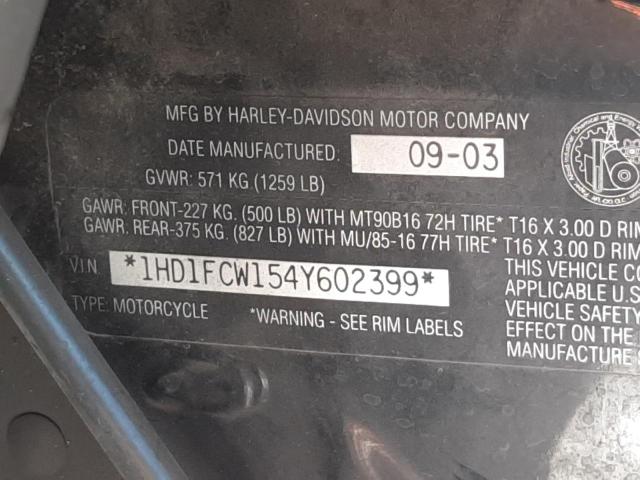 MFG BY HARLEY-DAVIDSON MOTOR COMPANY
DATE MANUFACTURED: 09-03
GVWR: 571 KG (1259 LB)
GAWR: FRONT-227 KG. (500 LB) WITH MT90B16 72H TIRE* T16 X 3.00 D RIM
GAWR: REAR-375 KG. (827 LB) WITH MU/85-16 77H TIRE* T16 X 3.00 D RIM
VIN *1HD1FCW154Y602399*
THIS VEHICLE CO
APPLICABLE U.S.
TYPE: MOTORCYCLE *WARNING - SEE RIM LABELS
VEHICLE SAFETY
EFFECT ON THE
MANUFACTURE